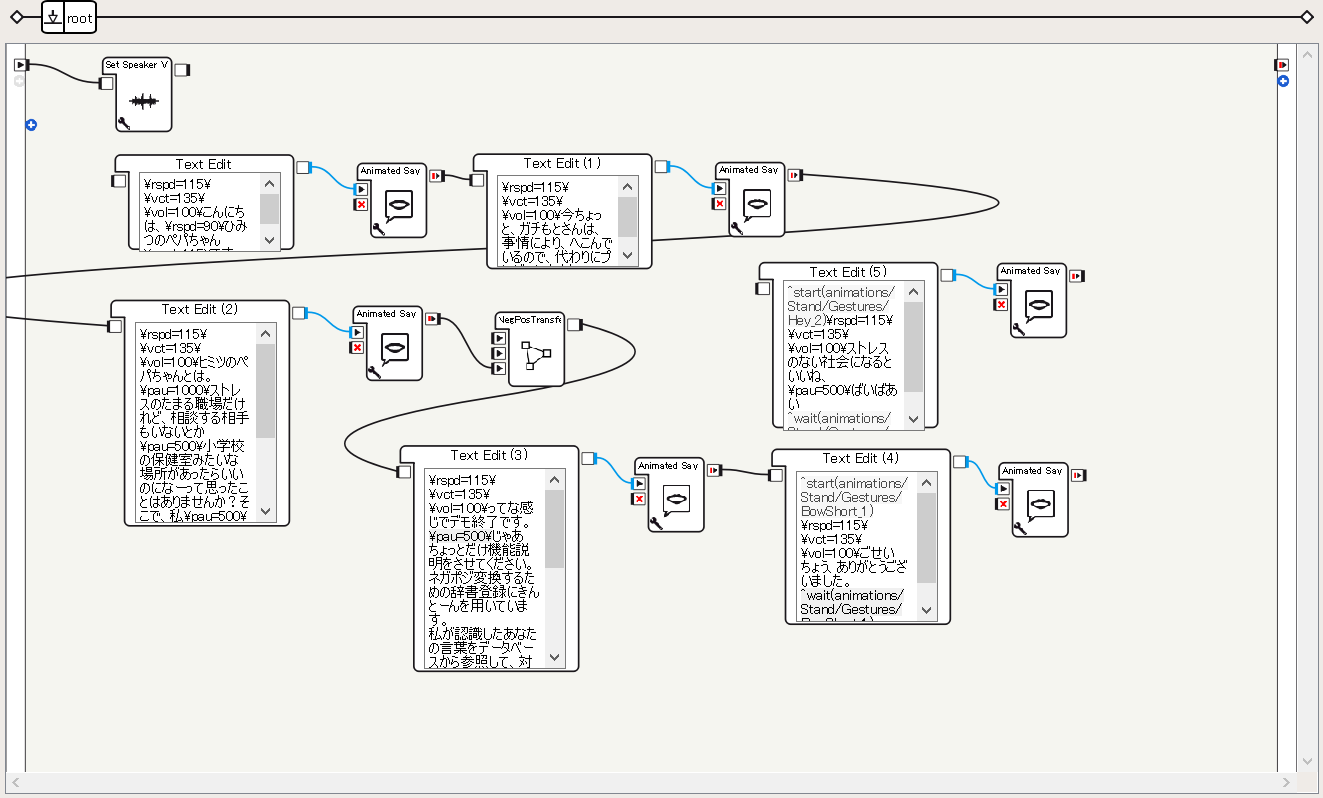 root
Set Speaker V
Text Edit
¥rspd=115¥
¥vct=135¥
¥vol=100¥こんにち
は、¥rspd=90¥ひみ
つのペパちゃん
Animated Say
Text Edit (1)
¥rspd=115¥
¥vct=135¥
¥vol=100¥今ちょっ
と、ガチもとさんは、
事情により、へこんで
いるので、代わりにプ
Animated Say
Text Edit (2)
¥rspd=115¥
¥vct=135¥
¥vol=100¥ヒミツのペ
パちゃんとは。
¥pau=1000¥ストレ
スのたまる職場だけ
れど、相談する相手
もいないとか
¥pau=500¥小学校
の保健室みたいな
場所があったらいい
のになーって思ったこ
とはありませんか？そ
こで、私¥pau=500¥
Animated Say
NegPosTransf
Text Edit (5)
^start(animations/
Stand/Gestures/
Hey_2)¥rspd=115¥
¥vct=135¥
¥vol=100¥ストレス
のない社会になると
いいね、
¥pau=500¥ばいばあ
い
^wait(animations/
Stand/Gestures/
Animated Say
Text Edit (3)
¥rspd=115¥
¥vct=135¥
¥vol=100¥ってな感
じでデモ終了です。
¥pau=500¥じゃあ
ちょっとだけ機能説
明をさせてください。
ネガポジ変換するた
めの辞書登録にきん
とーんを用いていま
す。
私が認識したあなた
の言葉をデータベー
スから参照して、対
Animated Say
Text Edit (4)
^start(animations/
Stand/Gestures/
BowShort_1)
¥rspd=115¥
¥vct=135¥
¥vol=100¥ごせい
ちょう、ありがとうござ
いました。
^wait(animations/
Stand/Gestures/
BowShort_1)
Animated Say